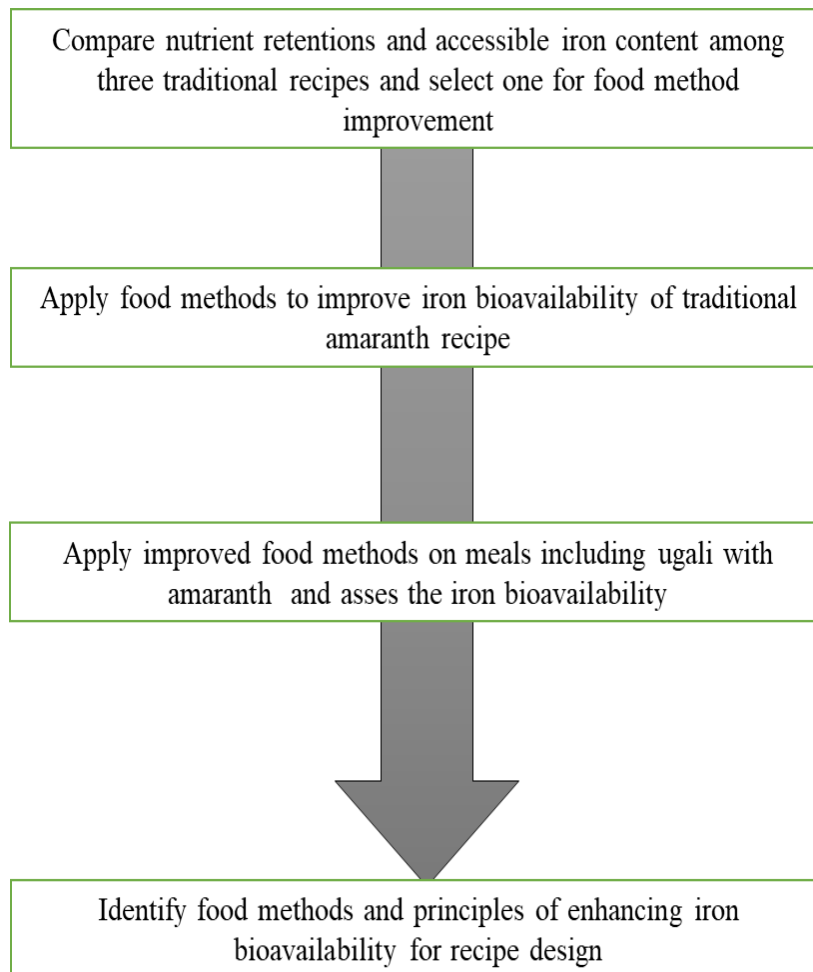 Compare nutrient retentions and accessible iron content among
three traditional recipes and select one for food method
improvement
Apply food methods to improve iron bioavailability of traditional
amaranth recipe
Apply improved food methods on meals including ugali with
amaranth and asses the iron bioavailability
Identify food methods and principles of enhancing iron
bioavailability for recipe design